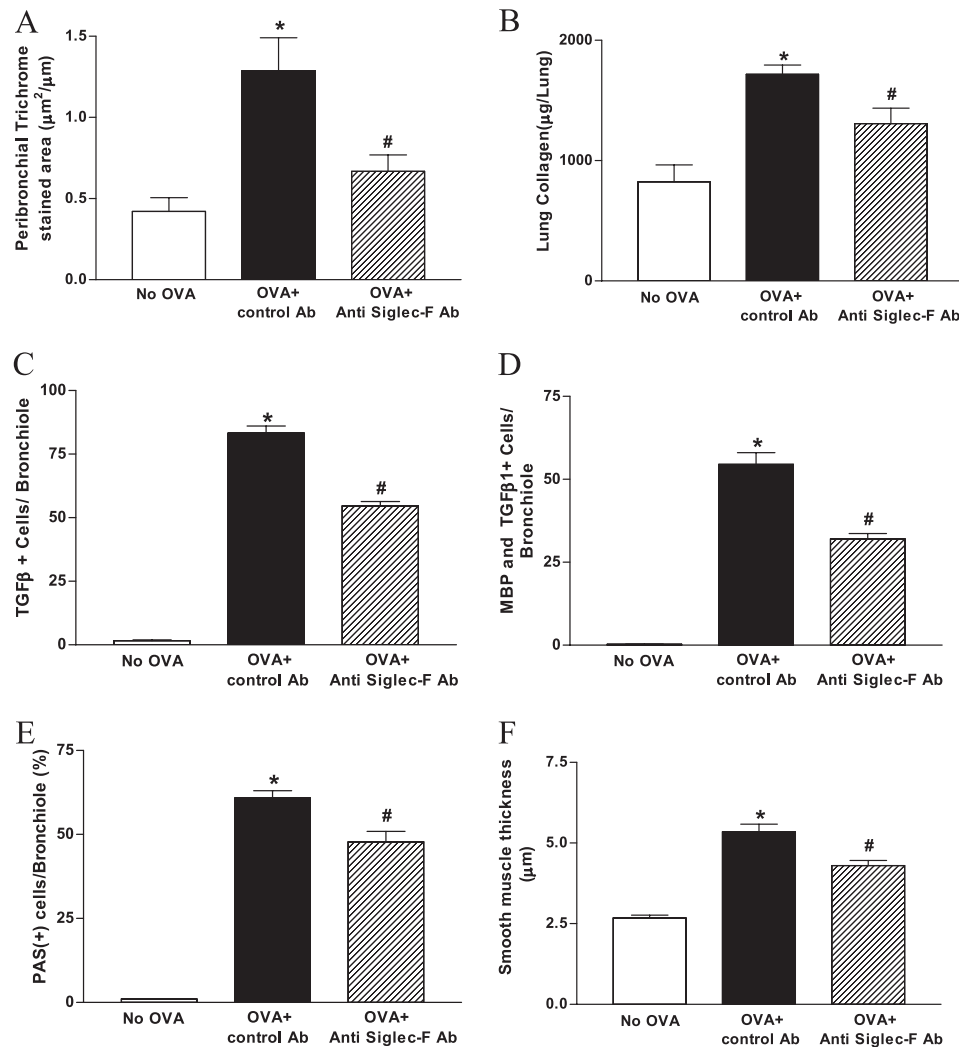 A
Peribronchial Trichrome
stained area (µm²/µm)
1.5
1.0
0.5
0.0
*
#
No OVA
OVA+
control Ab
OVA+
Anti Siglec-F Ab
B
Lung Collagen(µg/Lung)
2000
1000
0
*
#
No OVA
OVA+
control Ab
OVA+
Anti Siglec-F Ab
C
TGFβ + Cells/ Bronchiole
100
75
50
25
0
*
#
No OVA
OVA+
control Ab
OVA+
Anti Siglec-F Ab
D
MBP and TGFβ1+ Cells/
Bronchiole
75
50
25
0
*
#
No OVA
OVA+
control Ab
OVA+
Anti Siglec-F Ab
E
PAS(+) cells/Bronchiole (%)
75
50
25
0
*
#
No OVA
OVA+
control Ab
OVA+
Anti Siglec-F Ab
F
Smooth muscle thickness
(µm)
7.5
5.0
2.5
0.0
*
#
No OVA
OVA+
control Ab
OVA+
Anti Siglec-F Ab